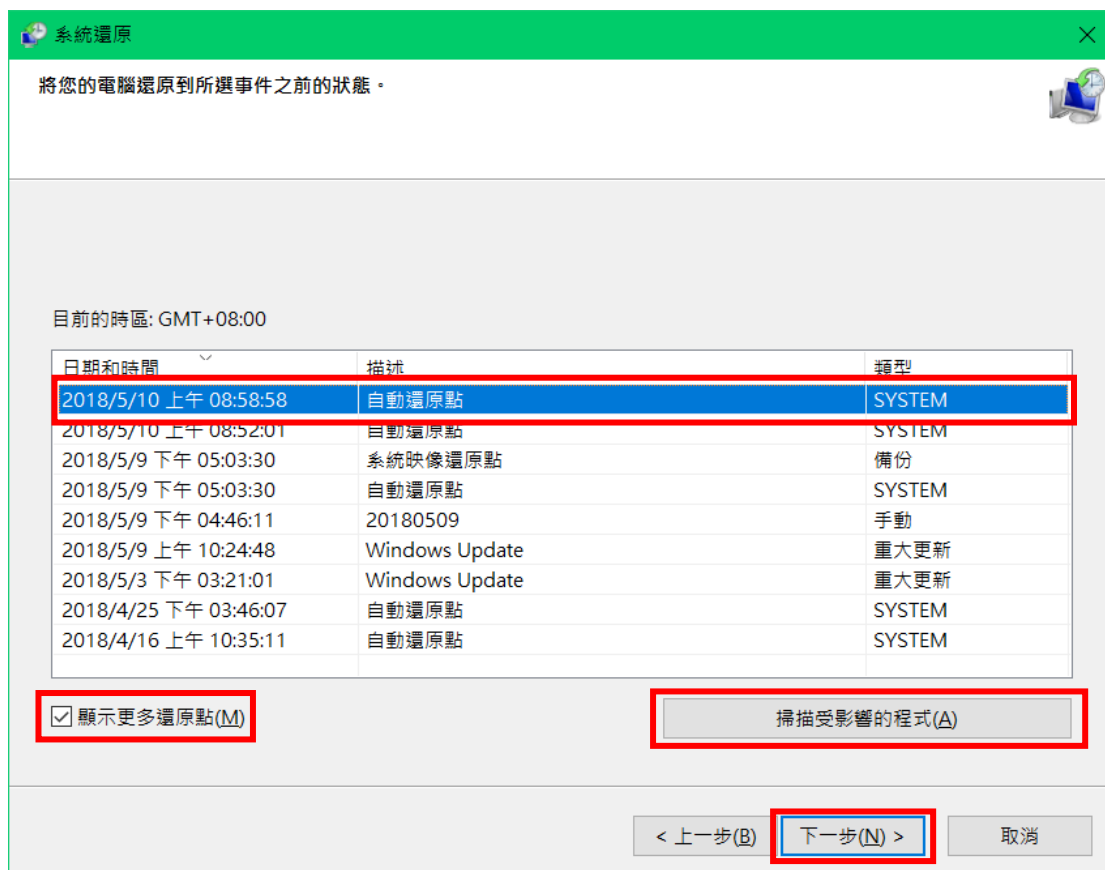 系統還原
將您的電腦還原到所選事件之前的狀態。
目前的時區: GMT+08:00
日期和時間 描述 類型
2018/5/10 上午 08:58:58 自動還原點 SYSTEM
2018/5/10 上午 08:52:01 自動還原點 SYSTEM
2018/5/9 下午 05:03:30 系統映像還原點 備份
2018/5/9 下午 05:03:30 自動還原點 SYSTEM
2018/5/9 下午 04:46:11 20180509 手動
2018/5/9 上午 10:24:48 Windows Update 重大更新
2018/5/3 下午 03:21:01 Windows Update 重大更新
2018/4/25 下午 03:46:07 自動還原點 SYSTEM
2018/4/16 上午 10:35:11 自動還原點 SYSTEM
顯示更多還原點(M) 掃描受影響的程式(A)
< 上一步(B) 下一步(N) > 取消